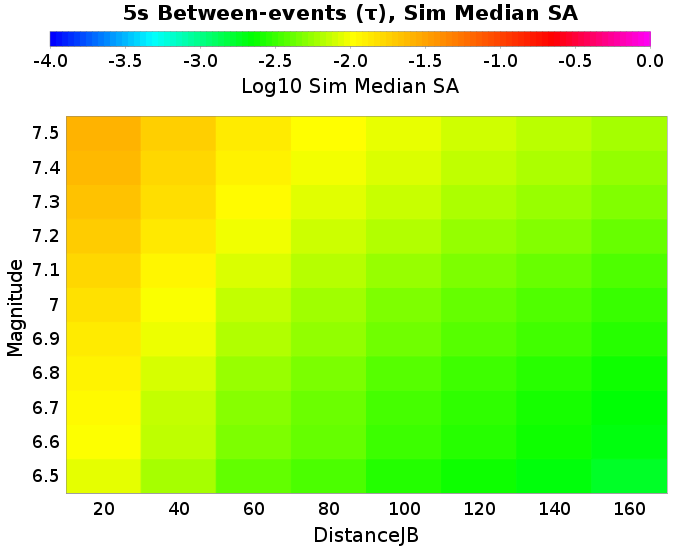 5s Between-events (τ), Sim Median SA
-4.0 -3.5 -3.0 -2.5 -2.0 -1.5 -1.0 -0.5 0.0
Log10 Sim Median SA
Magnitude
7.5
7.4
7.3
7.2
7.1
7
6.9
6.8
6.7
6.6
6.5
20 40 60 80 100 120 140 160
DistanceJB